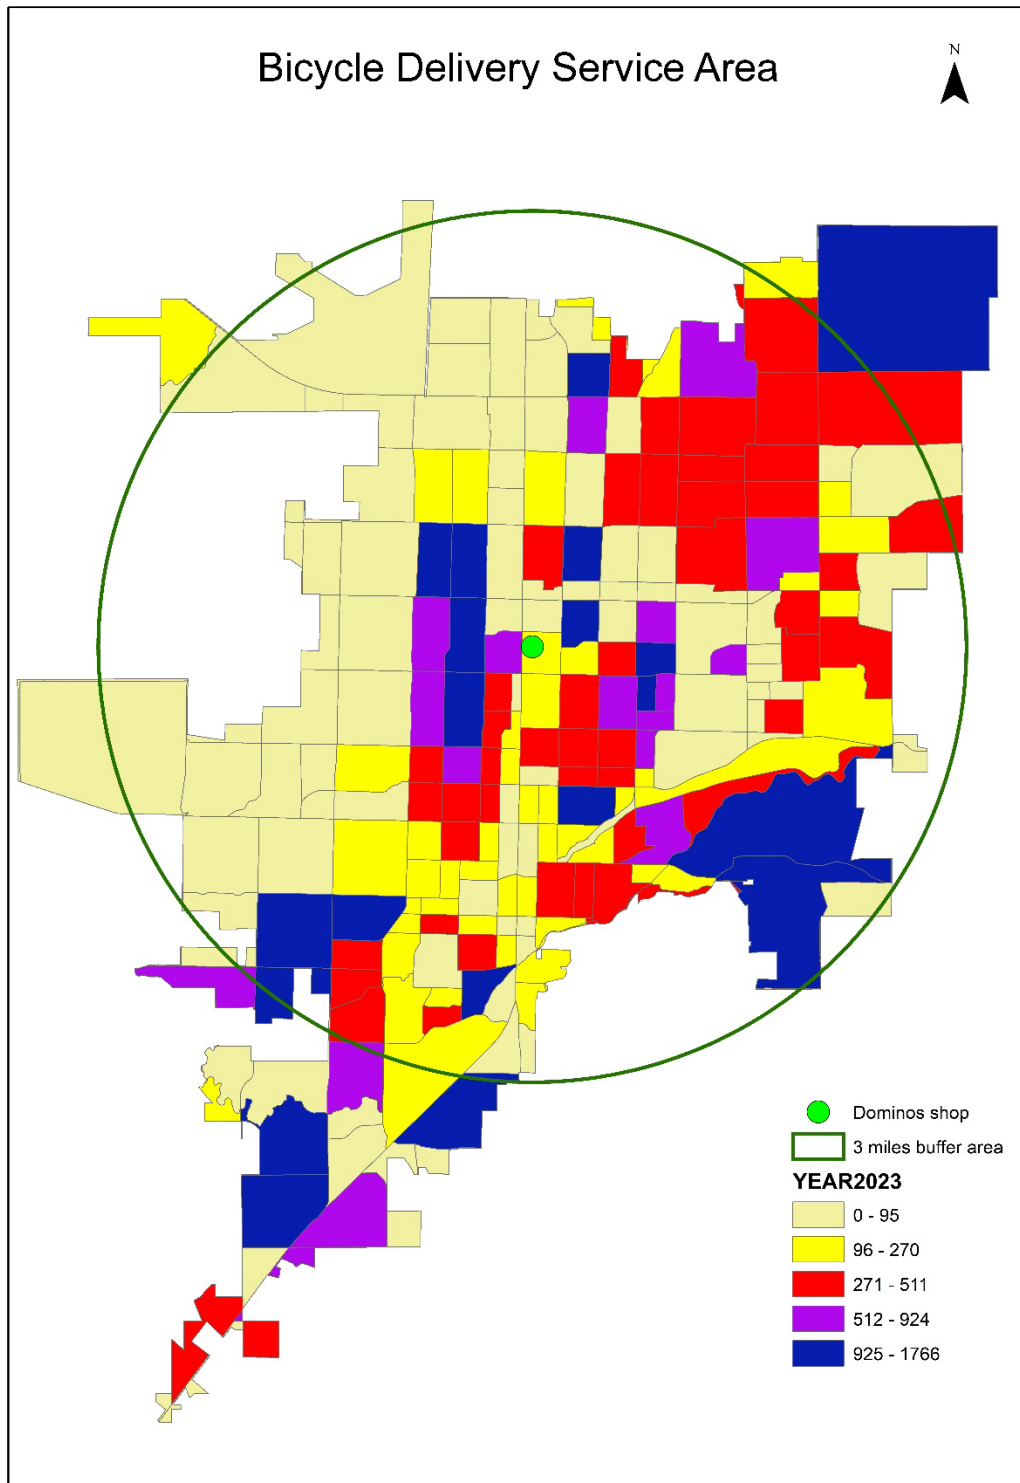 Bicycle Delivery Service Area
N
Dominos shop
3 miles buffer area
YEAR2023
0 - 95
96 - 270
271 - 511
512 - 924
925 - 1766